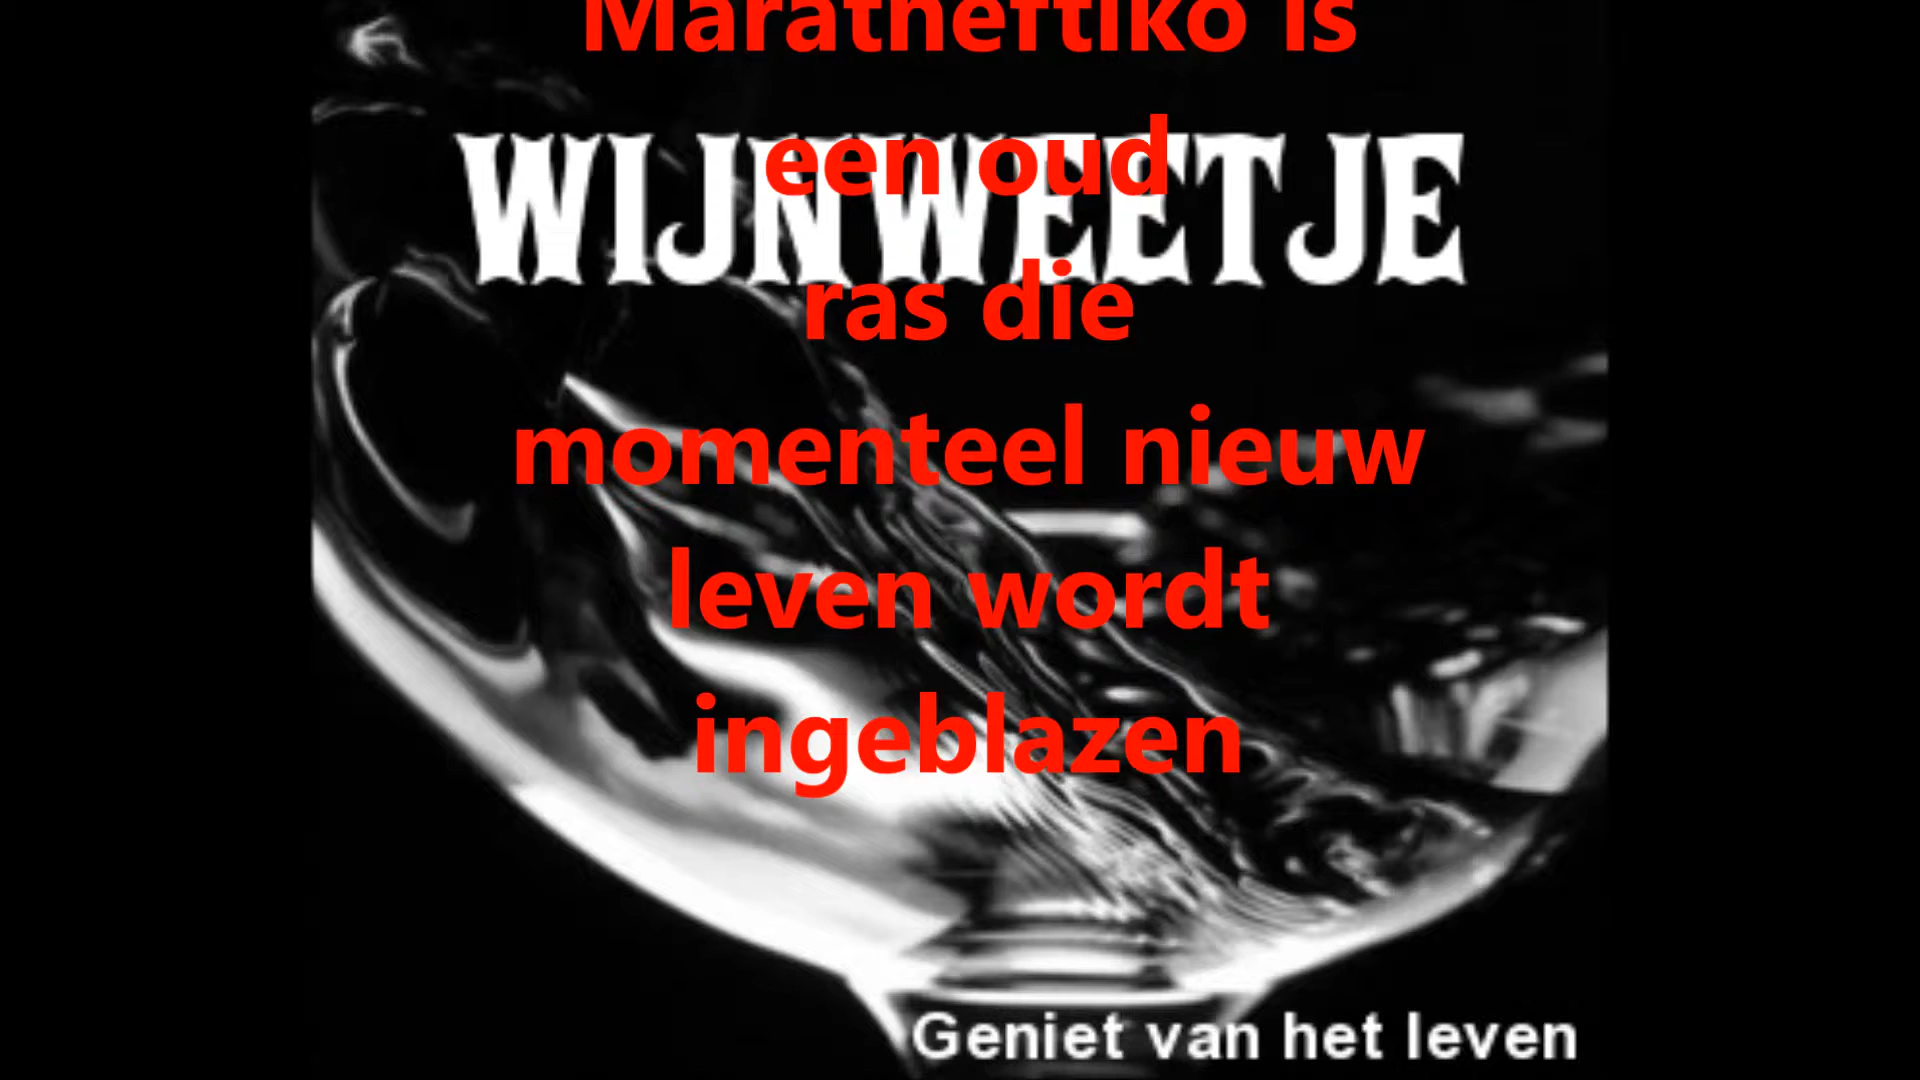 Maratheftiko is
WIJNWEETJE
een oud
ras die
momenteel nieuw
leven wordt
ingeblazen
Geniet van het leven